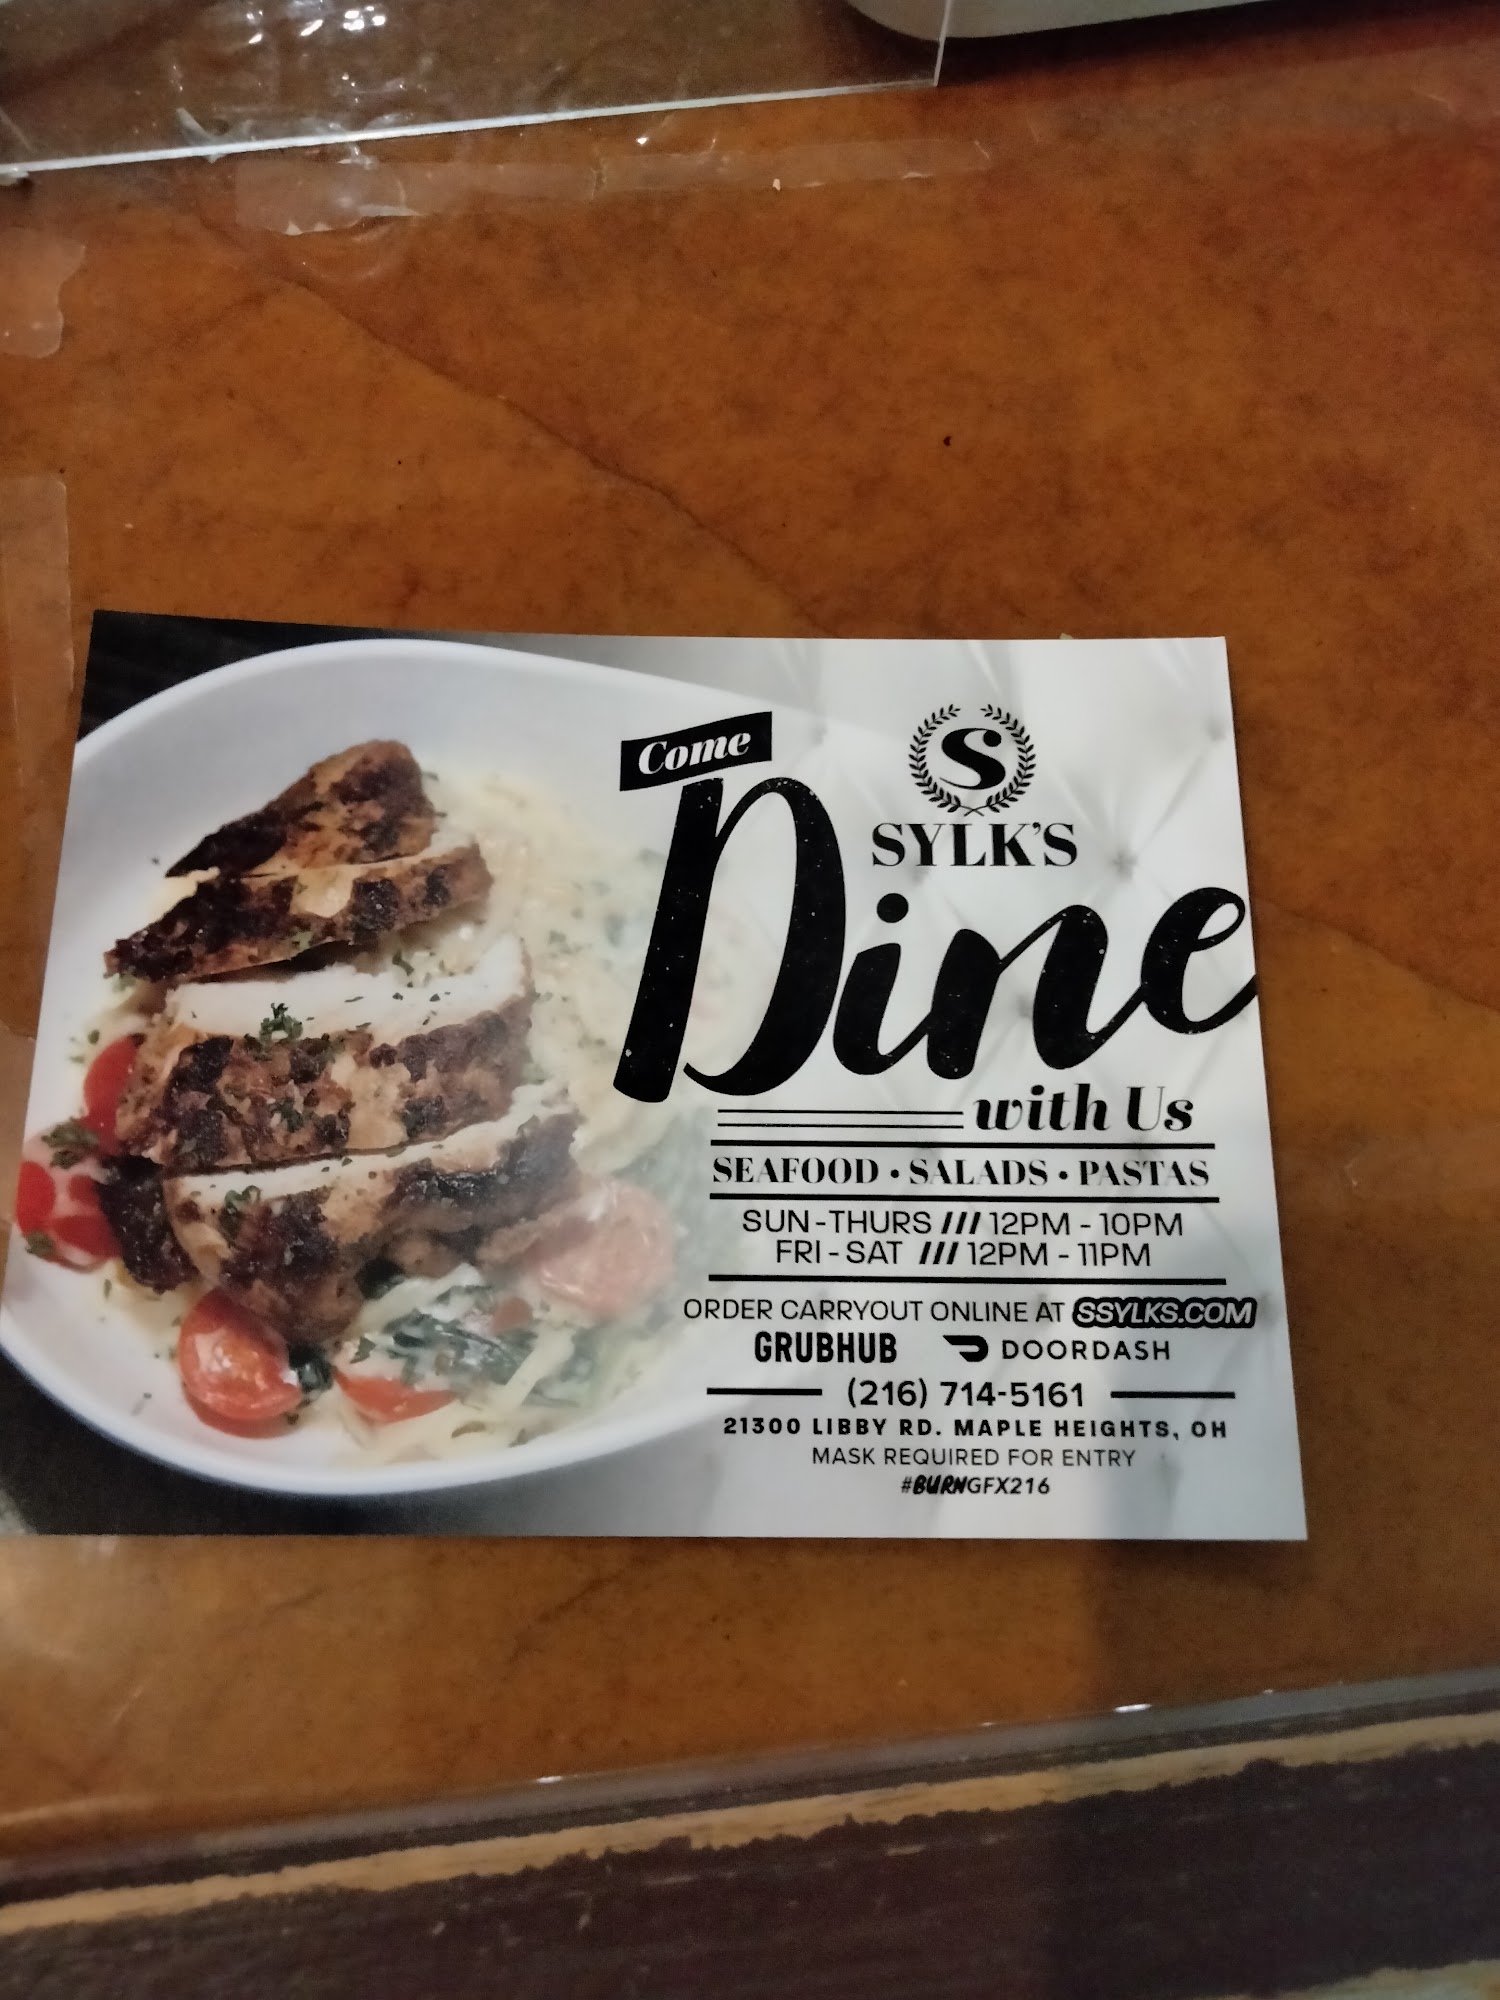 Come
S
SYLK'S
Dine
with Us
SEAFOOD • SALADS • PASTAS
SUN - THURS /// 12PM - 10PM
FRI - SAT /// 12PM - 11PM
ORDER CARRYOUT ONLINE AT SSYLKS.COM
GRUBHUB DOORDASH
(216) 714-5161
21300 LIBBY RD. MAPLE HEIGHTS, OH
MASK REQUIRED FOR ENTRY
#BURNGFX216